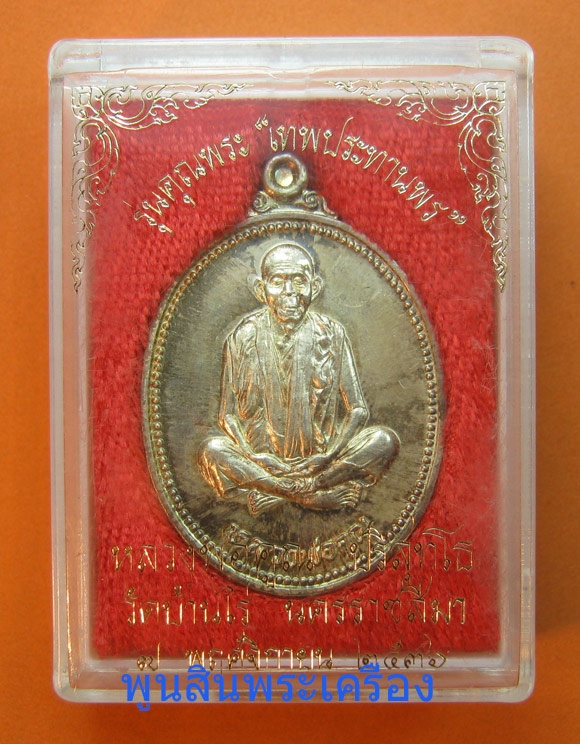 รุ่นคุณพระ "เทพประทานพร"
หลวงพ่อคูณ ปริสุทฺโธ
วัดบ้านไร่ นครราชสีมา
๗ พฤศจิกายน ๒๕๓๖
พูนสินพระเครื่อง